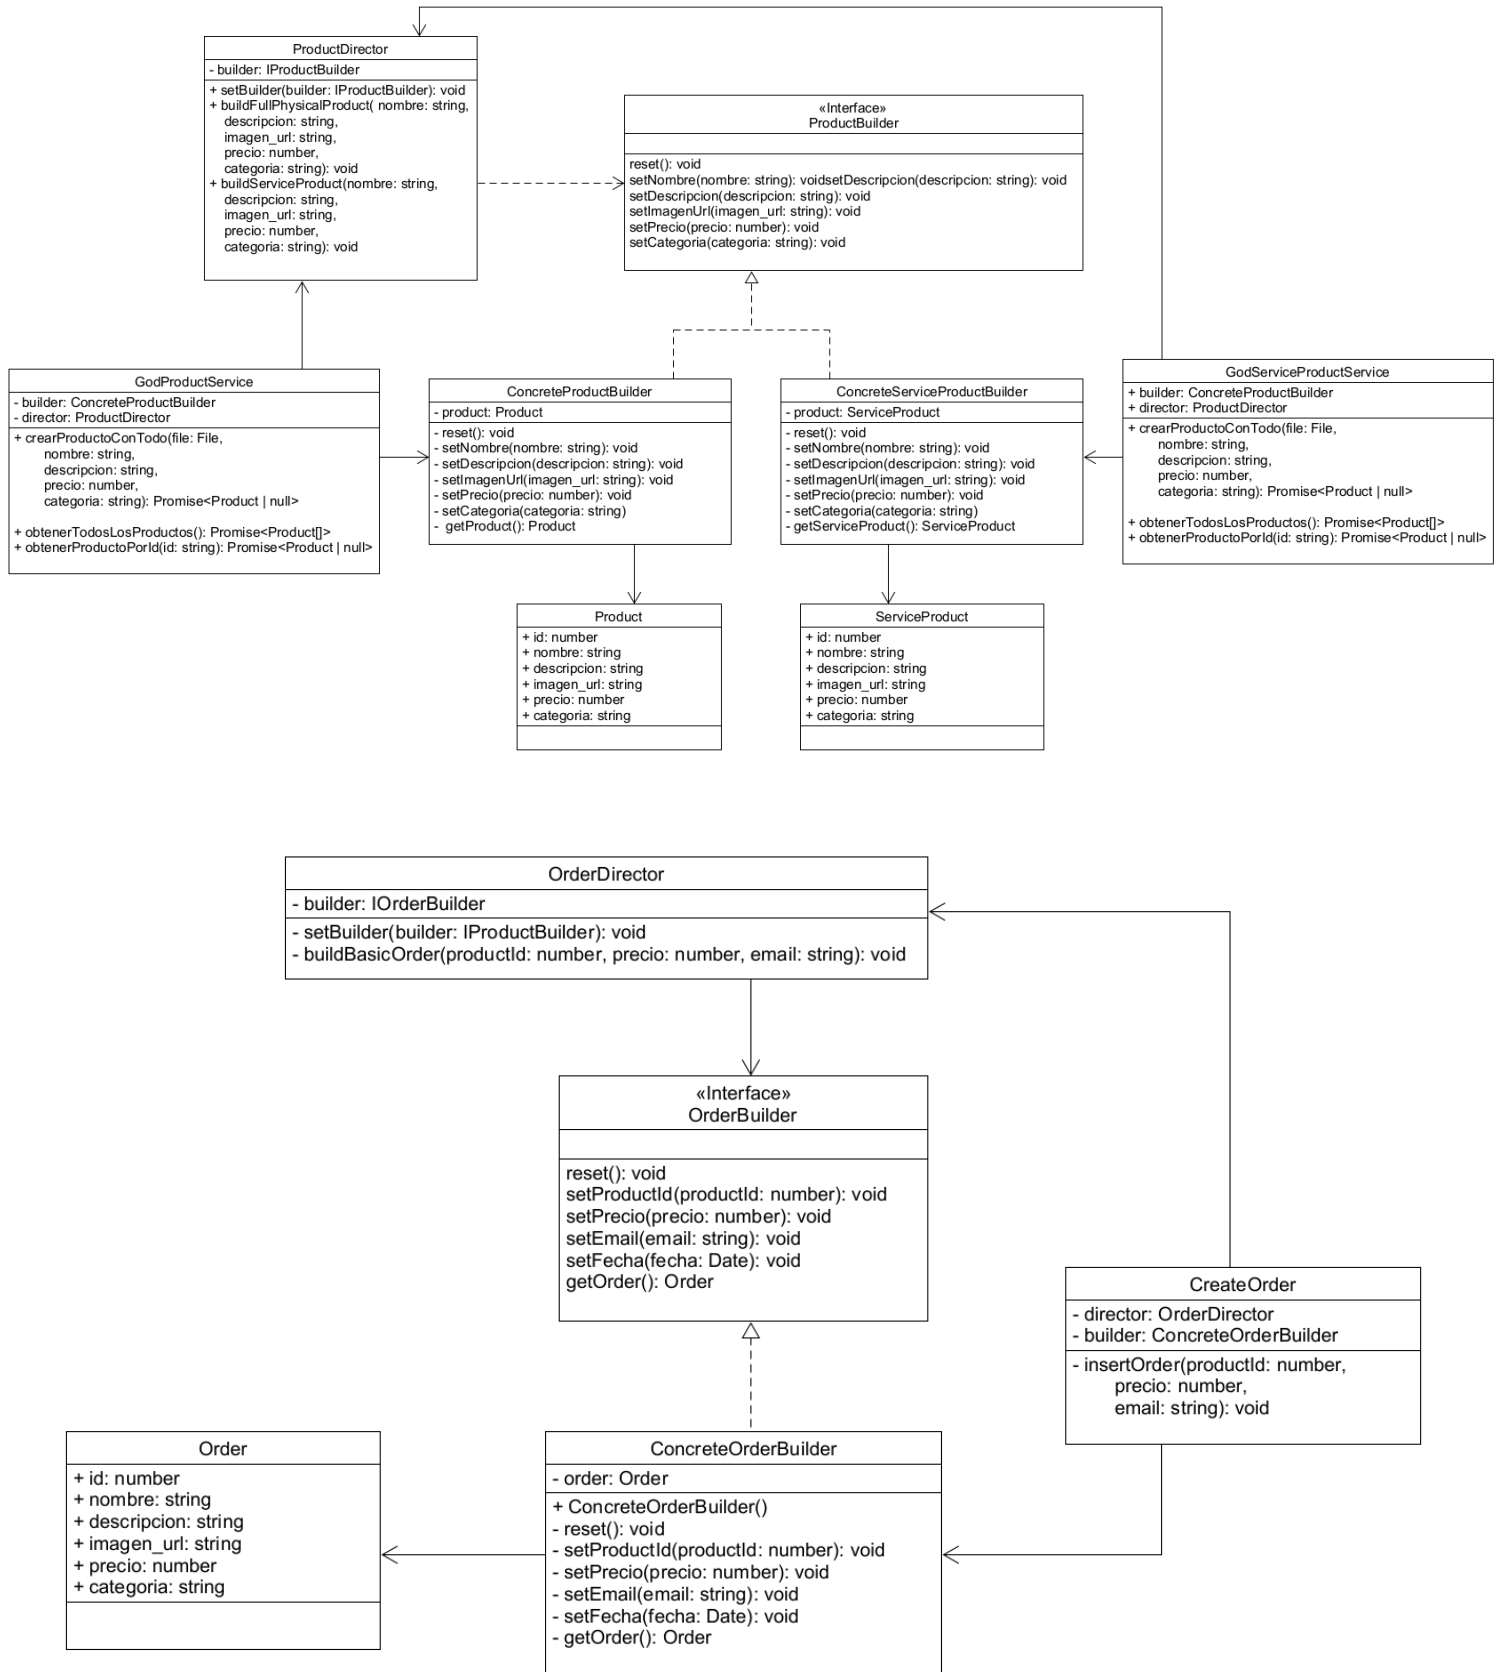 ProductDirector
- builder: IProductBuilder
+ setBuilder(builder: IProductBuilder): void
+ buildFullPhysicalProduct( nombre: string,
descripcion: string,
imagen_url: string,
precio: number,
categoria: string): void
+ buildServiceProduct(nombre: string,
descripcion: string,
imagen_url: string,
precio: number,
categoria: string): void
«Interface»
ProductBuilder
reset(): void
setNombre(nombre: string): voidsetDescripcion(descripcion: string): void
setDescripcion(descripcion: string): void
setImagenUrl(imagen_url: string): void
setPrecio(precio: number): void
setCategoria(categoria: string): void
GodProductService
- builder: ConcreteProductBuilder
- director: ProductDirector
+ crearProductoConTodo(file: File,
nombre: string,
descripcion: string,
precio: number,
categoria: string): Promise<Product | null>
+ obtenerTodosLosProductos(): Promise<Product[]>
+ obtenerProductoPorId(id: string): Promise<Product | null>
ConcreteProductBuilder
- product: Product
- reset(): void
- setNombre(nombre: string): void
- setDescripcion(descripcion: string): void
- setImagenUrl(imagen_url: string): void
- setPrecio(precio: number): void
- setCategoria(categoria: string)
- getProduct(): Product
ConcreteServiceProductBuilder
- product: ServiceProduct
- reset(): void
- setNombre(nombre: string): void
- setDescripcion(descripcion: string): void
- setImagenUrl(imagen_url: string): void
- setPrecio(precio: number): void
- setCategoria(categoria: string)
- getServiceProduct(): ServiceProduct
GodServiceProductService
+ builder: ConcreteProductBuilder
+ director: ProductDirector
+ crearProductoConTodo(file: File,
nombre: string,
descripcion: string,
precio: number,
categoria: string): Promise<Product | null>
+ obtenerTodosLosProductos(): Promise<Product[]>
+ obtenerProductoPorId(id: string): Promise<Product | null>
Product
+ id: number
+ nombre: string
+ descripcion: string
+ imagen_url: string
+ precio: number
+ categoria: string
ServiceProduct
+ id: number
+ nombre: string
+ descripcion: string
+ imagen_url: string
+ precio: number
+ categoria: string
OrderDirector
- builder: IOrderBuilder
- setBuilder(builder: IProductBuilder): void
- buildBasicOrder(productId: number, precio: number, email: string): void
«Interface»
OrderBuilder
reset(): void
setProductId(productId: number): void
setPrecio(precio: number): void
setEmail(email: string): void
setFecha(fecha: Date): void
getOrder(): Order
CreateOrder
- director: OrderDirector
- builder: ConcreteOrderBuilder
- insertOrder(productId: number,
precio: number,
email: string): void
Order
+ id: number
+ nombre: string
+ descripcion: string
+ imagen_url: string
+ precio: number
+ categoria: string
ConcreteOrderBuilder
- order: Order
+ ConcreteOrderBuilder()
- reset(): void
- setProductId(productId: number): void
- setPrecio(precio: number): void
- setEmail(email: string): void
- setFecha(fecha: Date): void
- getOrder(): Order